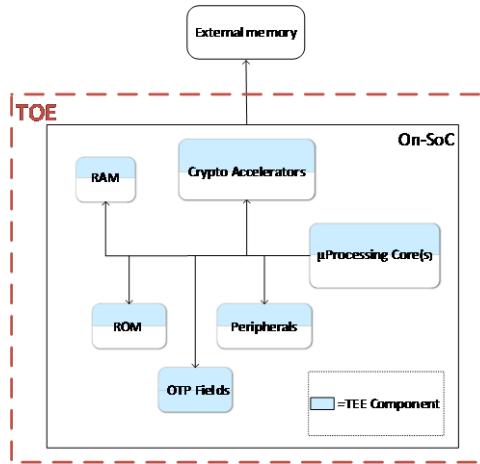 External memory
TOE
On-SoC
RAM
Crypto Accelerators
µProcessing Core(s)
ROM
Peripherals
OTP Fields
=TEE Component